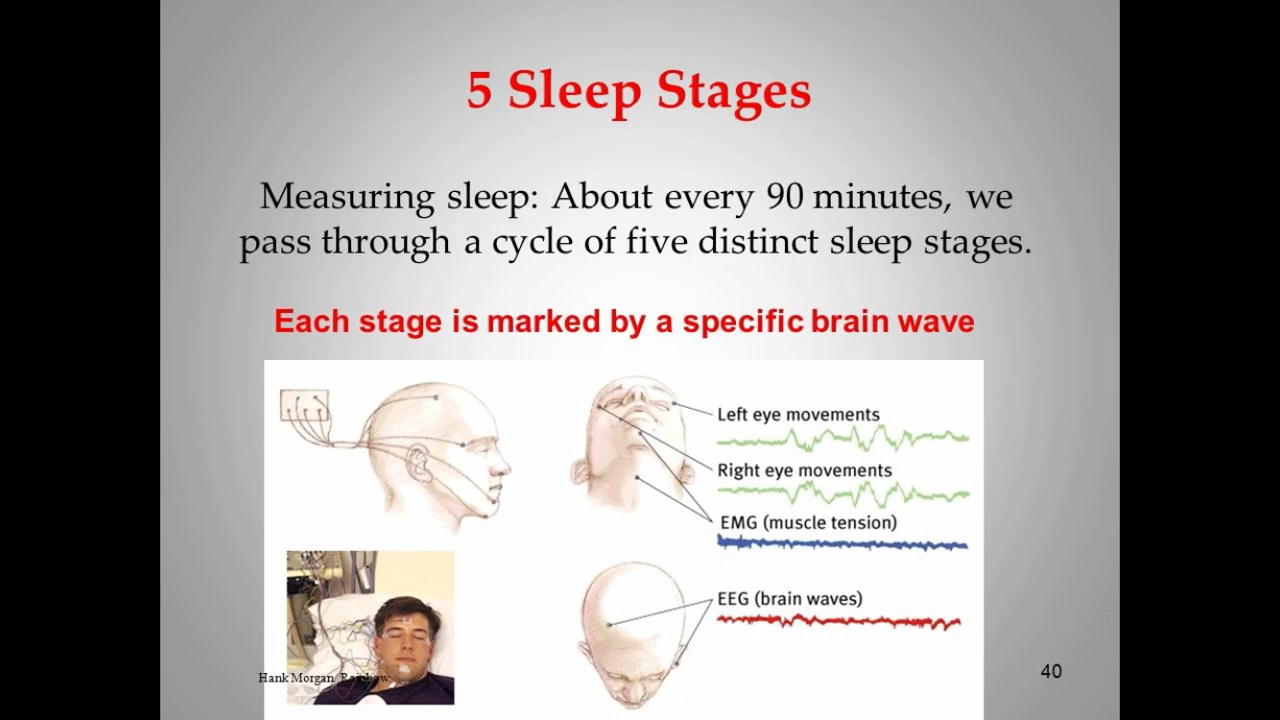 5 Sleep Stages
Measuring sleep: About every 90 minutes, we
pass through a cycle of five distinct sleep stages.
Each stage is marked by a specific brain wave
Left eye movements
Right eye movements
EMG (muscle tension)
EEG (brain waves)
Hank Morgan/ Rainbow
40